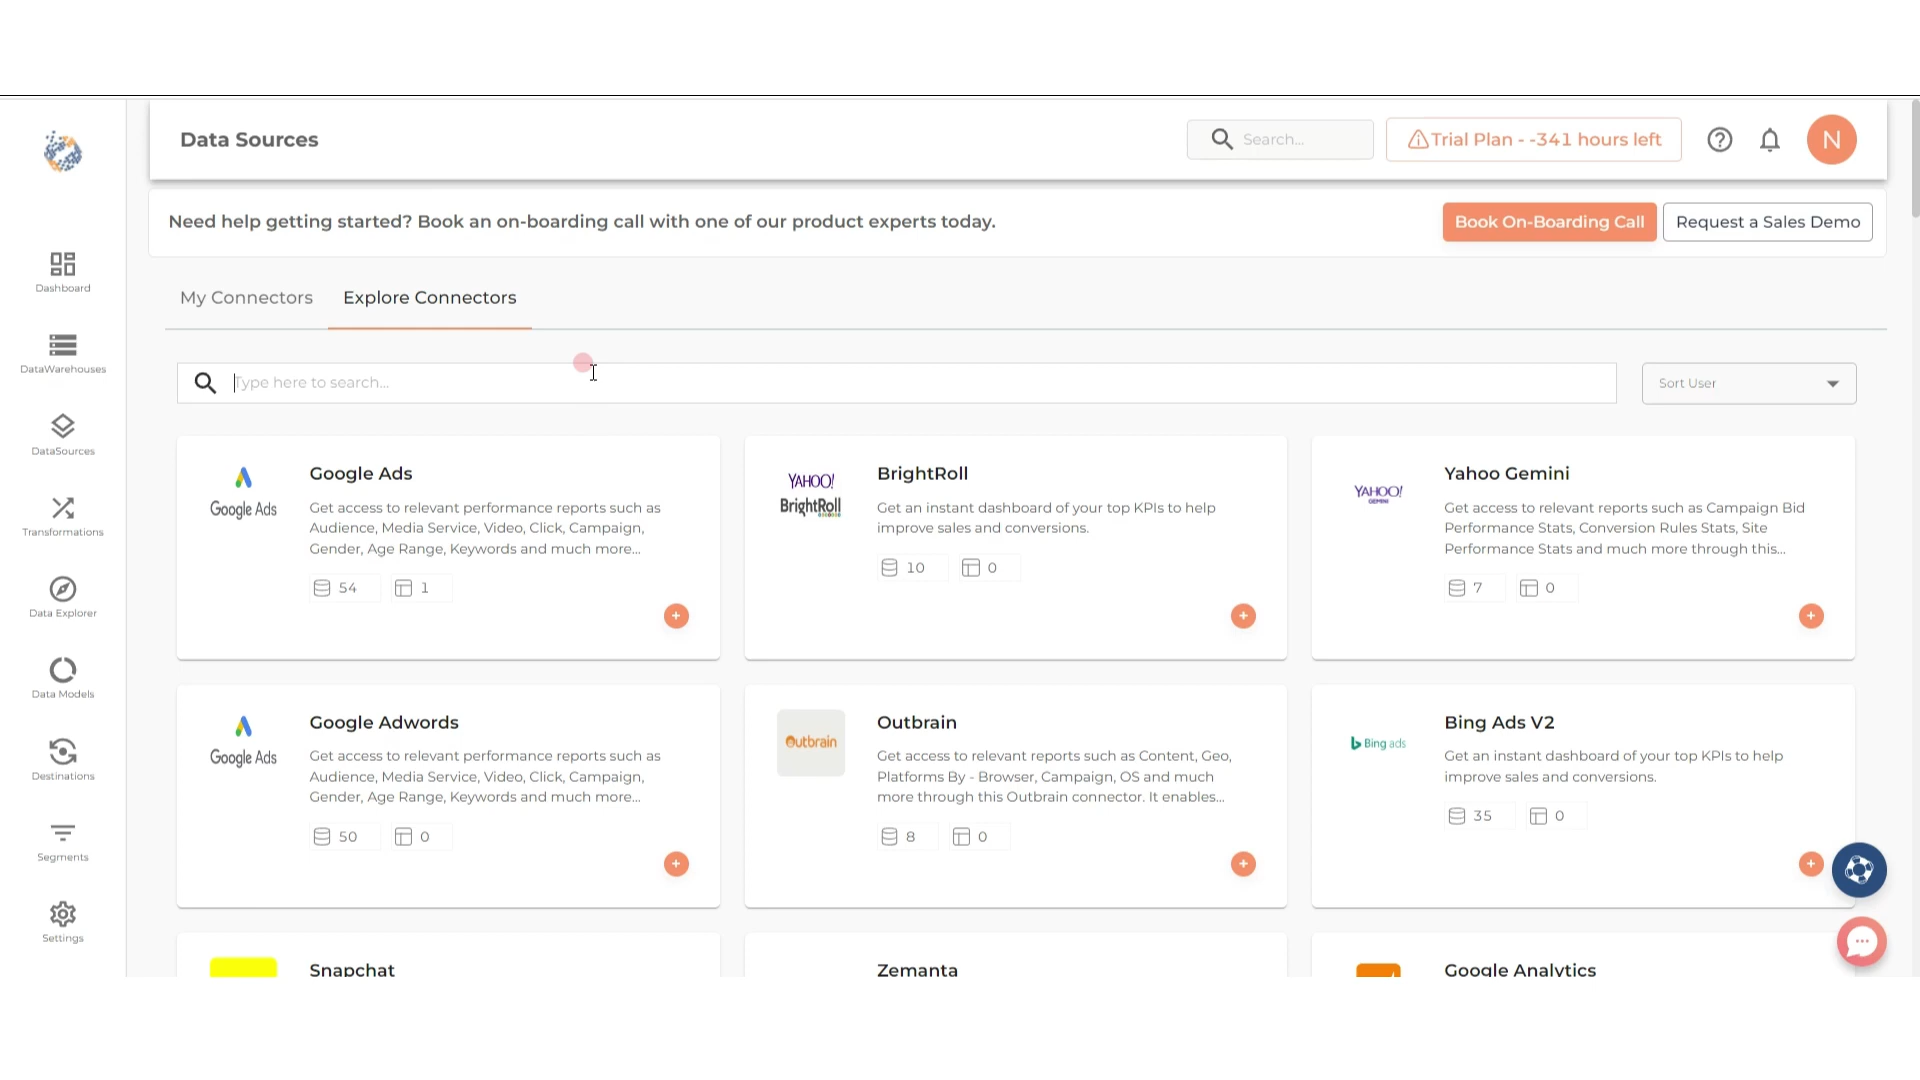 Data Sources
Search...
Trial Plan - -341 hours left
N
Need help getting started? Book an on-boarding call with one of our product experts today.
Book On-Boarding Call
Request a Sales Demo
Dashboard
DataWarehouses
DataSources
Transformations
Data Explorer
Data Models
Destinations
Segments
Settings
My Connectors
Explore Connectors
Type here to search...
Sort User
Google Ads
Google Ads
Get access to relevant performance reports such as
Audience, Media Service, Video, Click, Campaign,
Gender, Age Range, Keywords and much more...
54
1
YAHOO!
BrightRoll
BrightRoll
Get an instant dashboard of your top KPIs to help
improve sales and conversions.
10
0
YAHOO!
GEMINI
Yahoo Gemini
Get access to relevant reports such as Campaign Bid
Performance Stats, Conversion Rules Stats, Site
Performance Stats and much more through this...
7
0
Google Ads
Google Adwords
Get access to relevant performance reports such as
Audience, Media Service, Video, Click, Campaign,
Gender, Age Range, Keywords and much more...
50
0
Outbrain
Outbrain
Get access to relevant reports such as Content, Geo,
Platforms By - Browser, Campaign, OS and much
more through this Outbrain connector. It enables...
8
0
Bing ads
Bing Ads V2
Get an instant dashboard of your top KPIs to help
improve sales and conversions.
35
0
Snapchat
Zemanta
Google Analytics